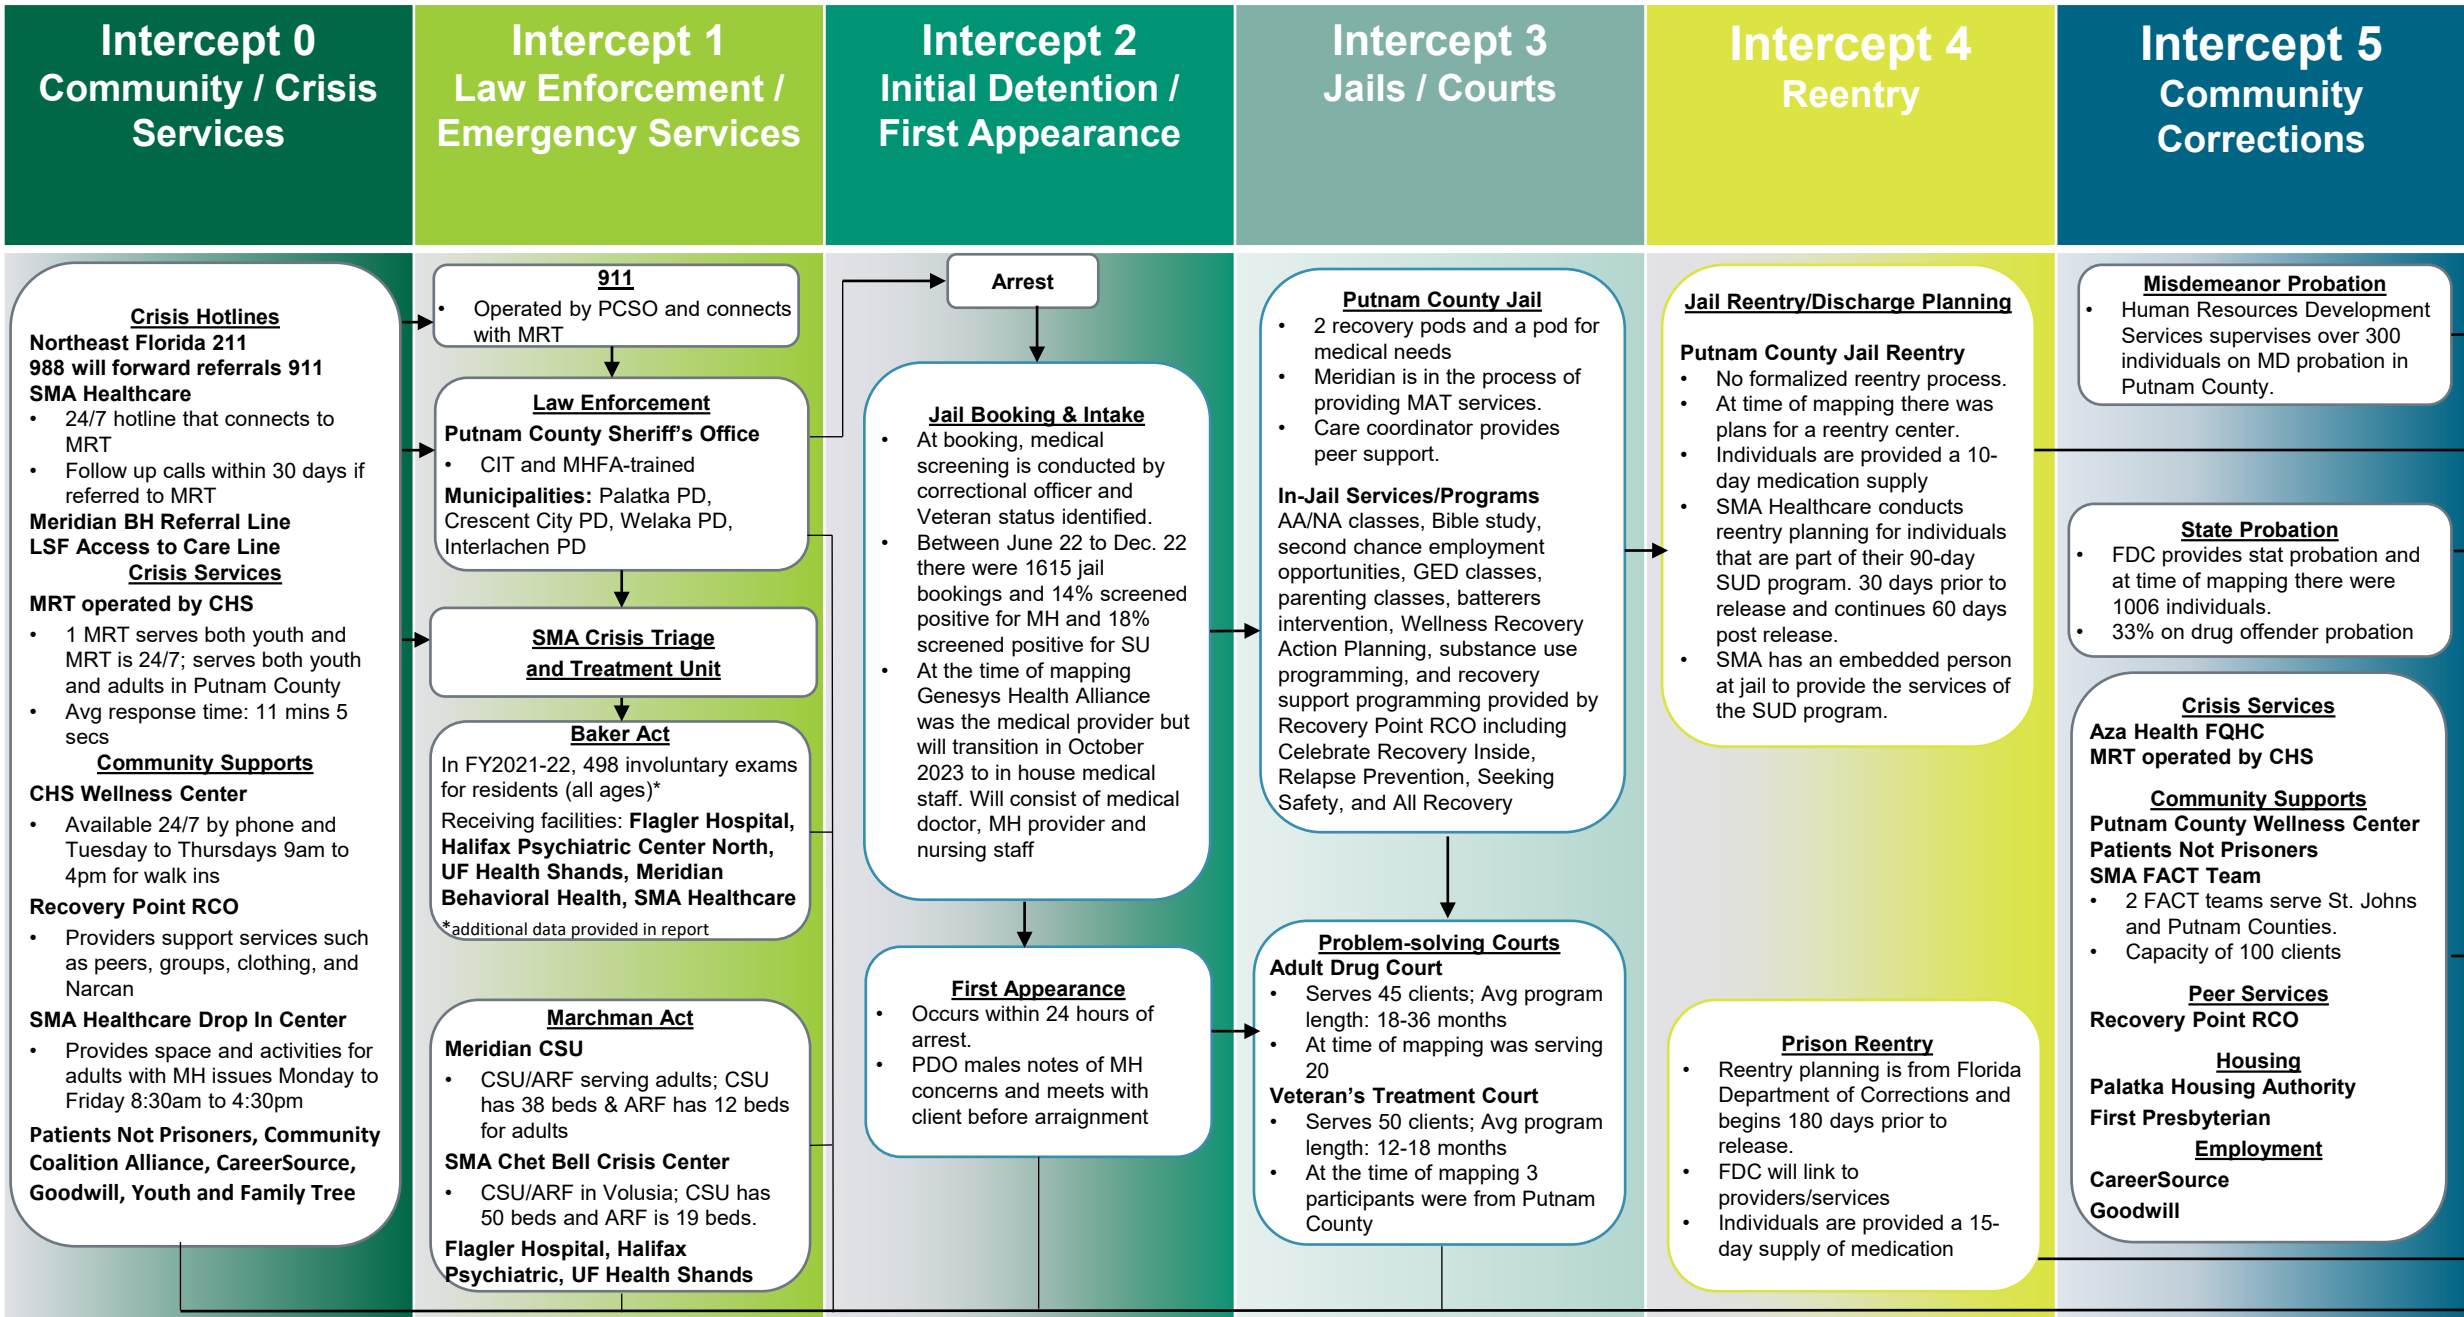 Intercept 0
Community / Crisis
Services
Intercept 1
Law Enforcement /
Emergency Services
Intercept 2
Initial Detention /
First Appearance
Intercept 3
Jails / Courts
Intercept 4
Reentry
Intercept 5
Community
Corrections
Crisis Hotlines
Northeast Florida 211
988 will forward referrals 911
SMA Healthcare
• 24/7 hotline that connects to
MRT
• Follow up calls within 30 days if
referred to MRT
Meridian BH Referral Line
LSF Access to Care Line
Crisis Services
MRT operated by CHS
• 1 MRT serves both youth and
MRT is 24/7; serves both youth
and adults in Putnam County
• Avg response time: 11 mins 5
secs
Community Supports
CHS Wellness Center
• Available 24/7 by phone and
Tuesday to Thursdays 9am to
4pm for walk ins
Recovery Point RCO
• Providers support services such
as peers, groups, clothing, and
Narcan
SMA Healthcare Drop In Center
• Provides space and activities for
adults with MH issues Monday to
Friday 8:30am to 4:30pm
Patients Not Prisoners, Community
Coalition Alliance, CareerSource,
Goodwill, Youth and Family Tree
911
• Operated by PCSO and connects
with MRT
Law Enforcement
Putnam County Sheriff's Office
• CIT and MHFA-trained
Municipalities: Palatka PD,
Crescent City PD, Welaka PD,
Interlachen PD
SMA Crisis Triage
and Treatment Unit
Baker Act
In FY2021-22, 498 involuntary exams
for residents (all ages)*
Receiving facilities: Flagler Hospital,
Halifax Psychiatric Center North,
UF Health Shands, Meridian
Behavioral Health, SMA Healthcare
*additional data provided in report
Marchman Act
Meridian CSU
• CSU/ARF serving adults; CSU
has 38 beds & ARF has 12 beds
for adults
SMA Chet Bell Crisis Center
• CSU/ARF in Volusia; CSU has
50 beds and ARF is 19 beds.
Flagler Hospital, Halifax
Psychiatric, UF Health Shands
Arrest
Jail Booking & Intake
• At booking, medical
screening is conducted by
correctional officer and
Veteran status identified.
• Between June 22 to Dec. 22
there were 1615 jail
bookings and 14% screened
positive for MH and 18%
screened positive for SU
• At the time of mapping
Genesys Health Alliance
was the medical provider but
will transition in October
2023 to in house medical
staff. Will consist of medical
doctor, MH provider and
nursing staff
First Appearance
• Occurs within 24 hours of
arrest.
• PDO males notes of MH
concerns and meets with
client before arraignment
Putnam County Jail
• 2 recovery pods and a pod for
medical needs
• Meridian is in the process of
providing MAT services.
• Care coordinator provides
peer support.
In-Jail Services/Programs
AA/NA classes, Bible study,
second chance employment
opportunities, GED classes,
parenting classes, batterers
intervention, Wellness Recovery
Action Planning, substance use
programming, and recovery
support programming provided by
Recovery Point RCO including
Celebrate Recovery Inside,
Relapse Prevention, Seeking
Safety, and All Recovery
Problem-solving Courts
Adult Drug Court
• Serves 45 clients; Avg program
length: 18-36 months
• At time of mapping was serving
20
Veteran's Treatment Court
• Serves 50 clients; Avg program
length: 12-18 months
• At the time of mapping 3
participants were from Putnam
County
Jail Reentry/Discharge Planning
Putnam County Jail Reentry
• No formalized reentry process.
• At time of mapping there was
plans for a reentry center.
• Individuals are provided a 10-
day medication supply
• SMA Healthcare conducts
reentry planning for individuals
that are part of their 90-day
SUD program. 30 days prior to
release and continues 60 days
post release.
• SMA has an embedded person
at jail to provide the services of
the SUD program.
Prison Reentry
• Reentry planning is from Florida
Department of Corrections and
begins 180 days prior to
release.
• FDC will link to
providers/services
• Individuals are provided a 15-
day supply of medication
Misdemeanor Probation
• Human Resources Development
Services supervises over 300
individuals on MD probation in
Putnam County.
State Probation
• FDC provides stat probation and
at time of mapping there were
1006 individuals.
• 33% on drug offender probation
Crisis Services
Aza Health FQHC
MRT operated by CHS
Community Supports
Putnam County Wellness Center
Patients Not Prisoners
SMA FACT Team
• 2 FACT teams serve St. Johns
and Putnam Counties.
• Capacity of 100 clients
Peer Services
Recovery Point RCO
Housing
Palatka Housing Authority
First Presbyterian
Employment
CareerSource
Goodwill